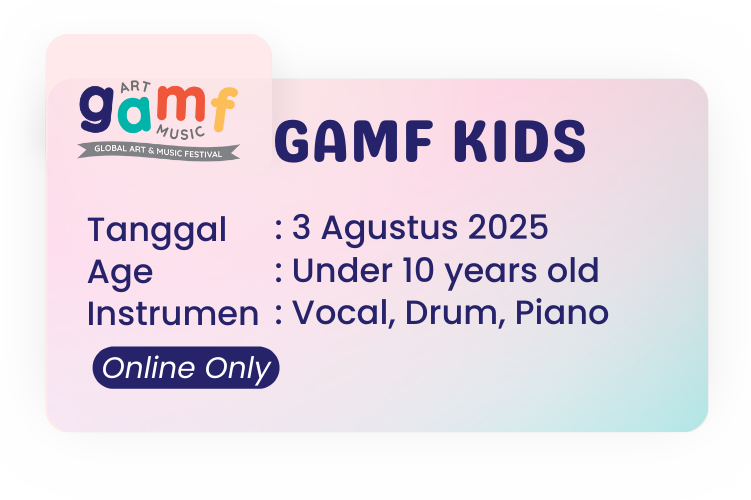 ART
gamf
MUSIC
GLOBAL ART & MUSIC FESTIVAL
GAMF KIDS
Tanggal : 3 Agustus 2025
Age : Under 10 years old
Instrumen : Vocal, Drum, Piano
Online Only